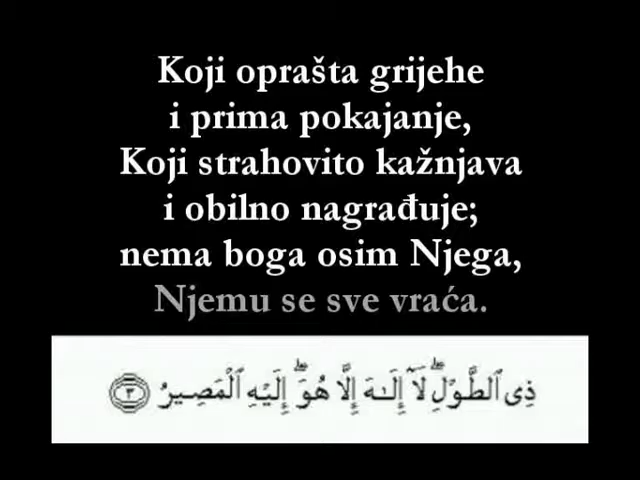 Koji oprašta grijehe
i prima pokajanje,
Koji strahovito kažnjava
i obilno nagrađuje;
nema boga osim Njega,
Njemu se sve vraća.
ذِى ٱلطَّوْلِ ۖ لَآ إِلَـٰهَ إِلَّا هُوَ ۖ إِلَيْهِ ٱلْمَصِيرُ ﴿٣﴾